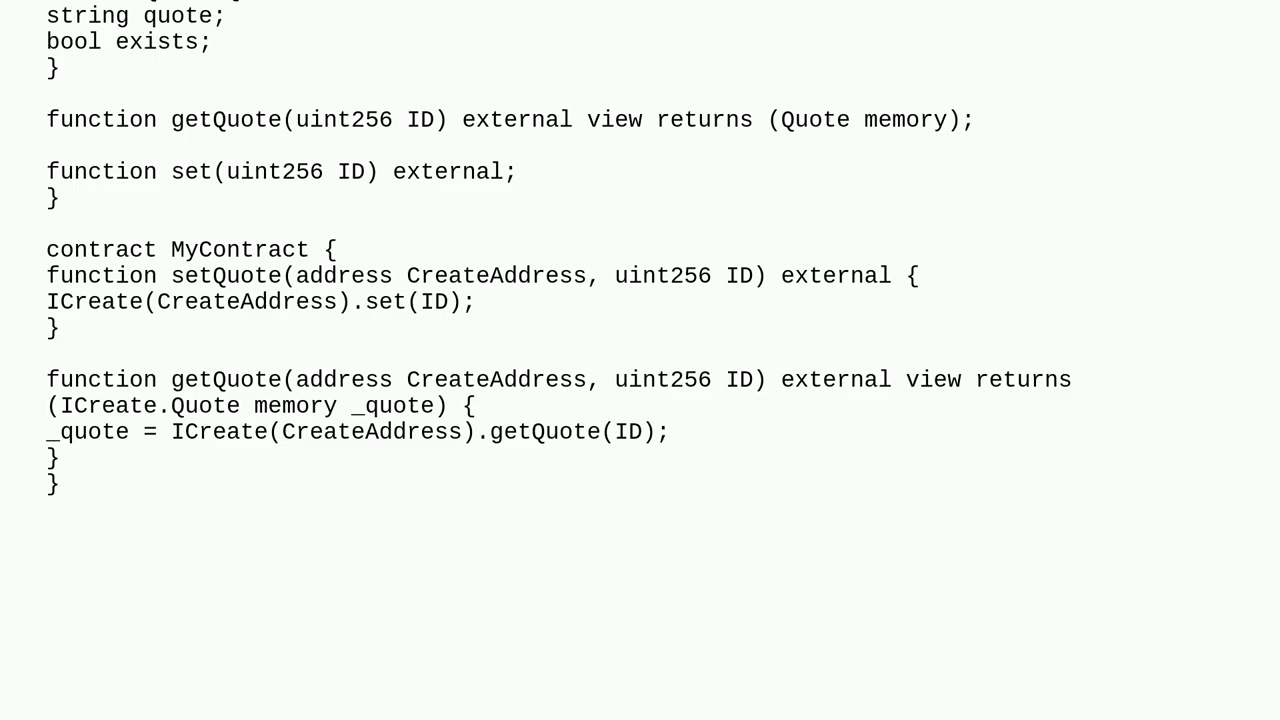 string quote;
bool exists;
}
function getQuote(uint256 ID) external view returns (Quote memory);
function set(uint256 ID) external;
}
contract MyContract {
function setQuote(address CreateAddress, uint256 ID) external {
ICreate(CreateAddress).set(ID);
}
function getQuote(address CreateAddress, uint256 ID) external view returns
(ICreate.Quote memory _quote) {
_quote = ICreate(CreateAddress).getQuote(ID);
}
}